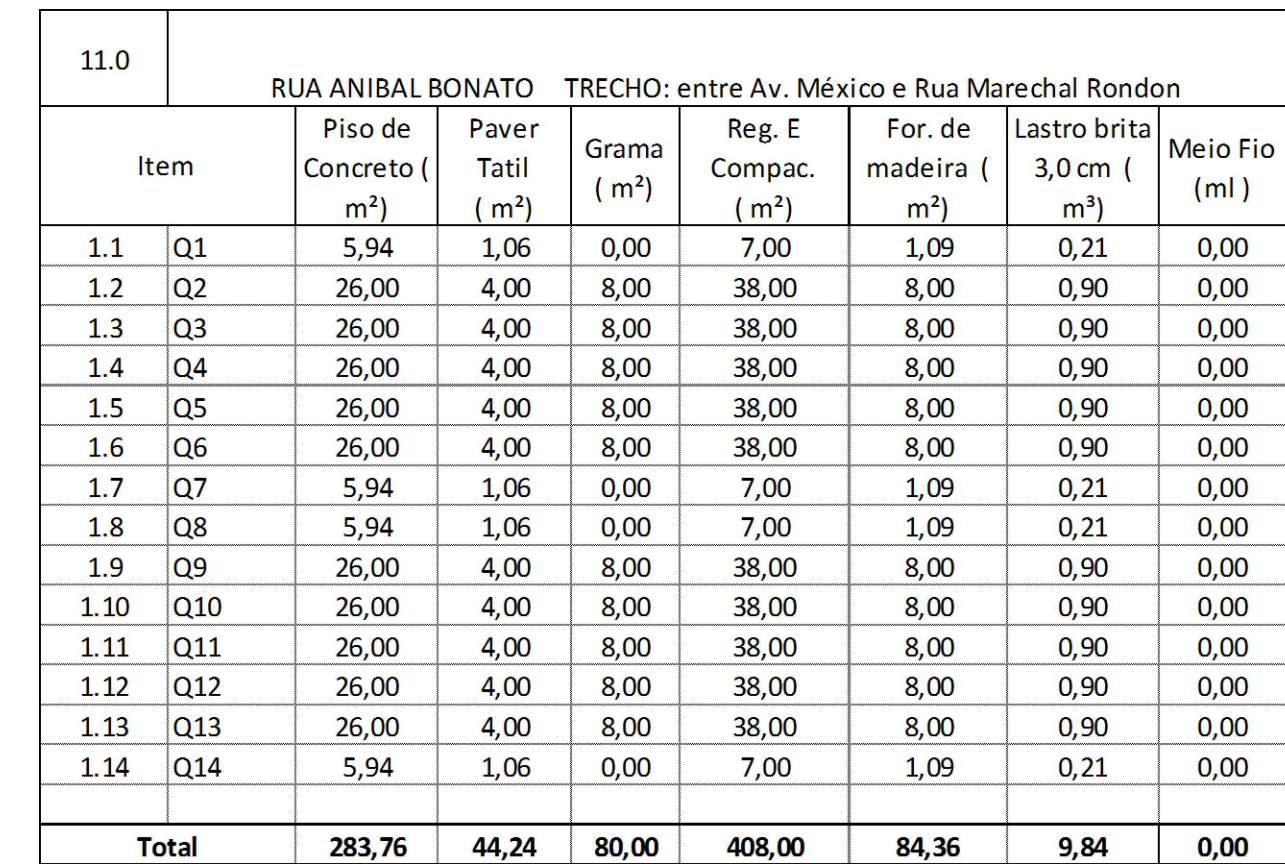 11.0
RUA ANIBAL BONATO TRECHO: entre Av. México e Rua Marechal Rondon
Item Piso de Concreto ( m²) Paver Tatil ( m²) Grama ( m²) Reg. E Compac. ( m²) For. de madeira ( m²) Lastro brita 3,0 cm ( m³) Meio Fio (ml )
1.1 Q1 5,94 1,06 0,00 7,00 1,09 0,21 0,00
1.2 Q2 26,00 4,00 8,00 38,00 8,00 0,90 0,00
1.3 Q3 26,00 4,00 8,00 38,00 8,00 0,90 0,00
1.4 Q4 26,00 4,00 8,00 38,00 8,00 0,90 0,00
1.5 Q5 26,00 4,00 8,00 38,00 8,00 0,90 0,00
1.6 Q6 26,00 4,00 8,00 38,00 8,00 0,90 0,00
1.7 Q7 5,94 1,06 0,00 7,00 1,09 0,21 0,00
1.8 Q8 5,94 1,06 0,00 7,00 1,09 0,21 0,00
1.9 Q9 26,00 4,00 8,00 38,00 8,00 0,90 0,00
1.10 Q10 26,00 4,00 8,00 38,00 8,00 0,90 0,00
1.11 Q11 26,00 4,00 8,00 38,00 8,00 0,90 0,00
1.12 Q12 26,00 4,00 8,00 38,00 8,00 0,90 0,00
1.13 Q13 26,00 4,00 8,00 38,00 8,00 0,90 0,00
1.14 Q14 5,94 1,06 0,00 7,00 1,09 0,21 0,00
Total 283,76 44,24 80,00 408,00 84,36 9,84 0,00